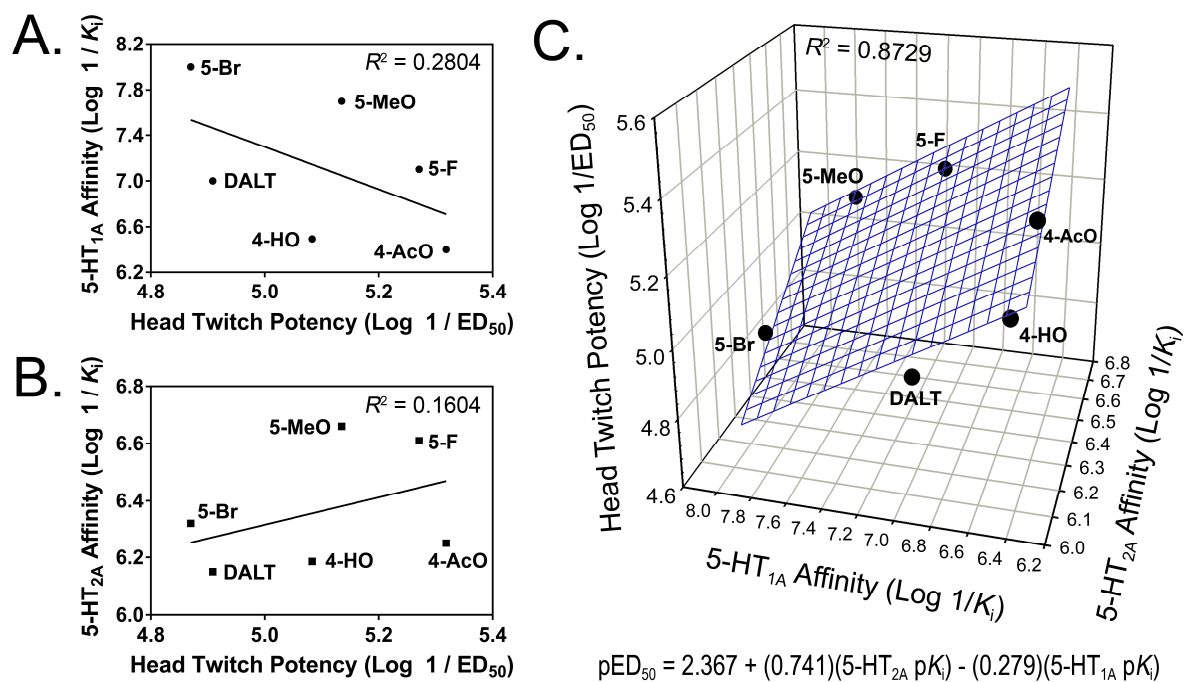 A.
5-HT1A Affinity (Log 1 / Ki)
8.2
7.8
7.4
7.0
6.6
6.2
R² = 0.2804
5-Br
5-MeO
5-F
DALT
4-HO
4-AcO
4.8 5.0 5.2 5.4
Head Twitch Potency (Log 1 / ED50)
B.
5-HT2A Affinity (Log 1 / Ki)
6.8
6.6
6.4
6.2
6.0
R² = 0.1604
5-MeO
5-F
5-Br
DALT
4-HO
4-AcO
4.8 5.0 5.2 5.4
Head Twitch Potency (Log 1 / ED50)
C.
R² = 0.8729
Head Twitch Potency (Log 1/ED50)
5.6
5.4
5.2
5.0
4.8
4.6
5-F
5-MeO
4-AcO
5-Br
4-HO
DALT
8.0 7.8 7.6 7.4 7.2 7.0 6.8 6.6 6.4 6.2
5-HT1A Affinity (Log 1/Ki)
6.8
6.7
6.6
6.4
6.3
6.2
6.1
6.0
5-HT2A Affinity (Log 1/Ki)
pED50 = 2.367 + (0.741)(5-HT2A pKi) - (0.279)(5-HT1A pKi)